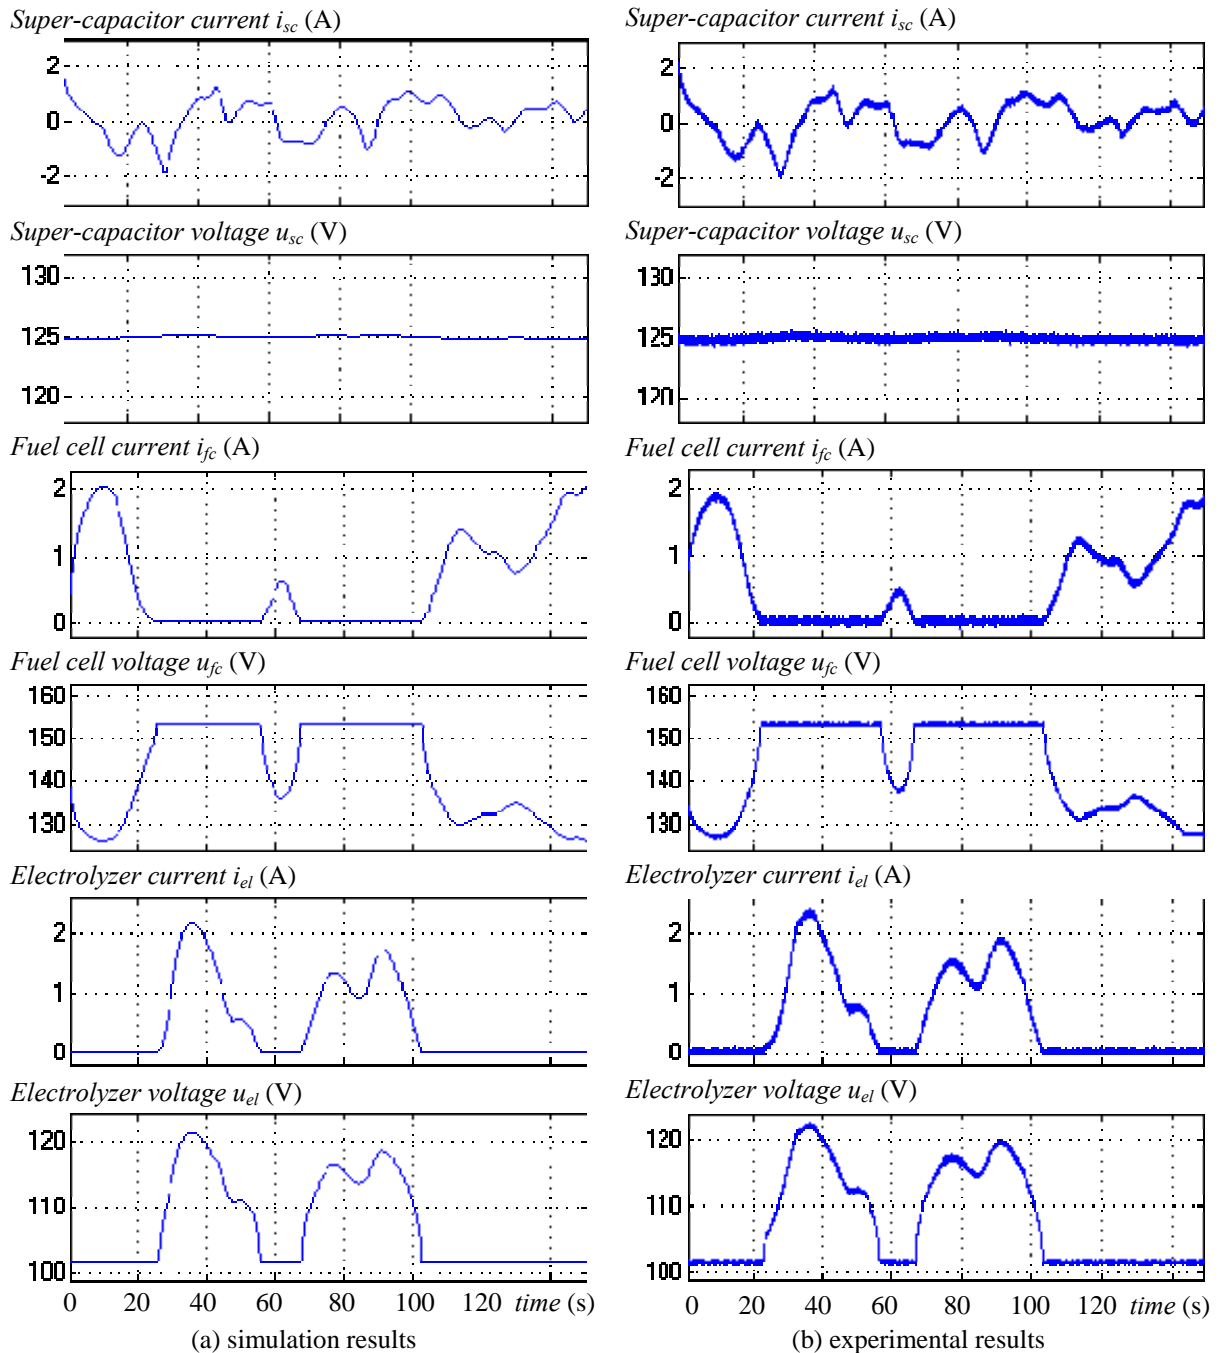 Super-capacitor current isc (A)
2
0
-2
Super-capacitor voltage usc (V)
130
125
120
Fuel cell current ifc (A)
2
1
0
Fuel cell voltage ufc (V)
160
150
140
130
Electrolyzer current iel (A)
2
1
0
Electrolyzer voltage uel (V)
120
110
100
0 20 40 60 80 100 120 time (s)
(a) simulation results
Super-capacitor current isc (A)
2
0
-2
Super-capacitor voltage usc (V)
130
125
120
Fuel cell current ifc (A)
2
1
0
Fuel cell voltage ufc (V)
160
150
140
130
Electrolyzer current iel (A)
2
1
0
Electrolyzer voltage uel (V)
120
110
100
0 20 40 60 80 100 120 time (s)
(b) experimental results